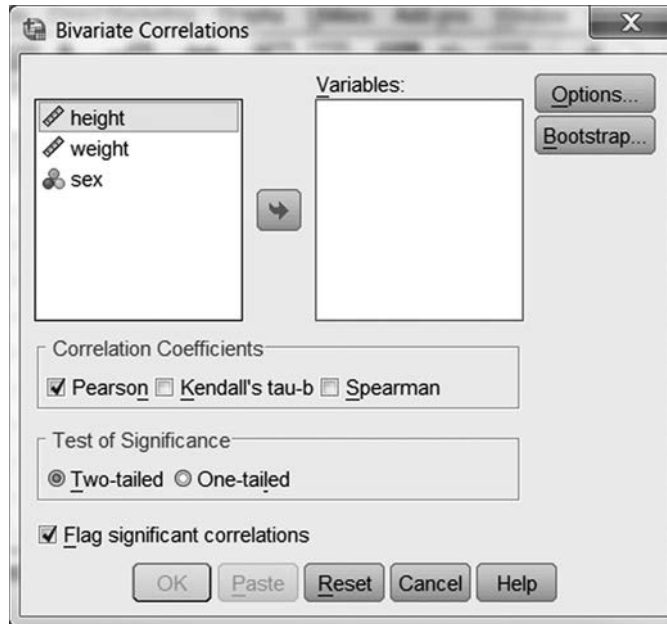 Bivariate Correlations
X
Variables:
height
weight
sex
Options...
Bootstrap...
Correlation Coefficients
Pearson Kendall's tau-b Spearman
Test of Significance
Two-tailed One-tailed
Flag significant correlations
OK Paste Reset Cancel Help